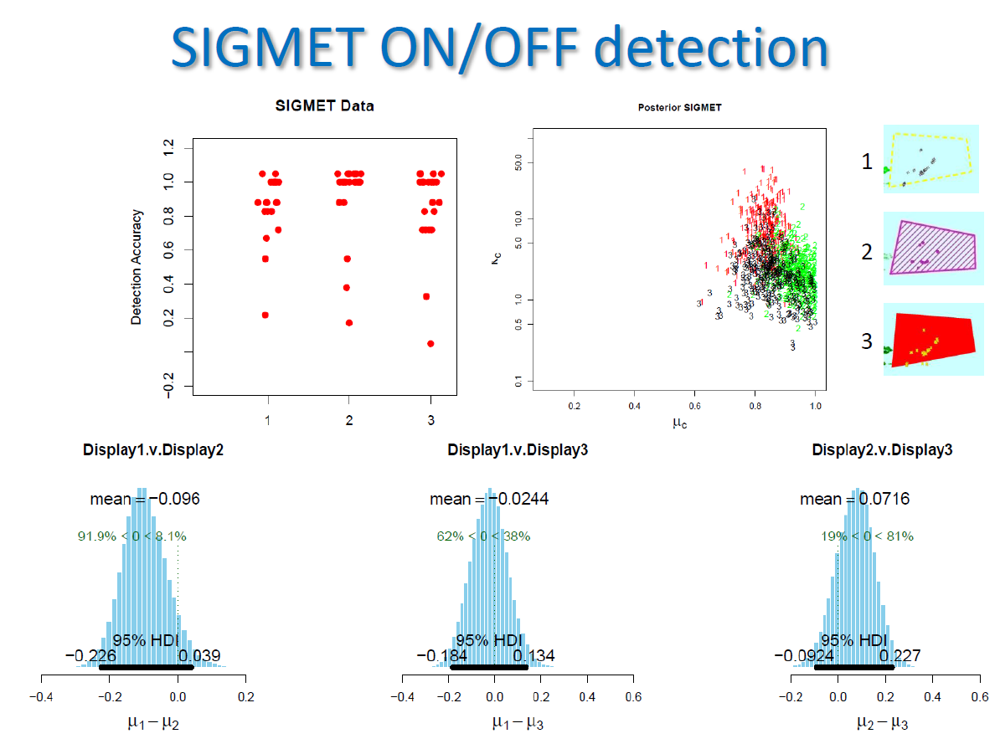 SIGMET ON/OFF detection
SIGMET Data
Detection Accuracy
1.2
1.0
0.8
0.6
0.4
0.2
−0.2
1
2
3
Posterior SIGMET
κc
50.0
10.0
5.0
1.0
0.5
0.1
0.2
0.4
0.6
0.8
1.0
μc
1
2
3
Display1.v.Display2
mean = −0.096
91.9% < 0 < 8.1%
95% HDI
−0.226
0.039
−0.4
−0.2
0.0
0.2
μ1 − μ2
Display1.v.Display3
mean = −0.0244
62% < 0 < 38%
95% HDI
−0.184
0.134
−0.4
−0.2
0.0
0.2
0.4
0.6
μ1 − μ3
Display2.v.Display3
mean = 0.0716
19% < 0 < 81%
95% HDI
−0.0924
0.227
−0.2
0.0
0.2
0.4
0.6
μ2 − μ3